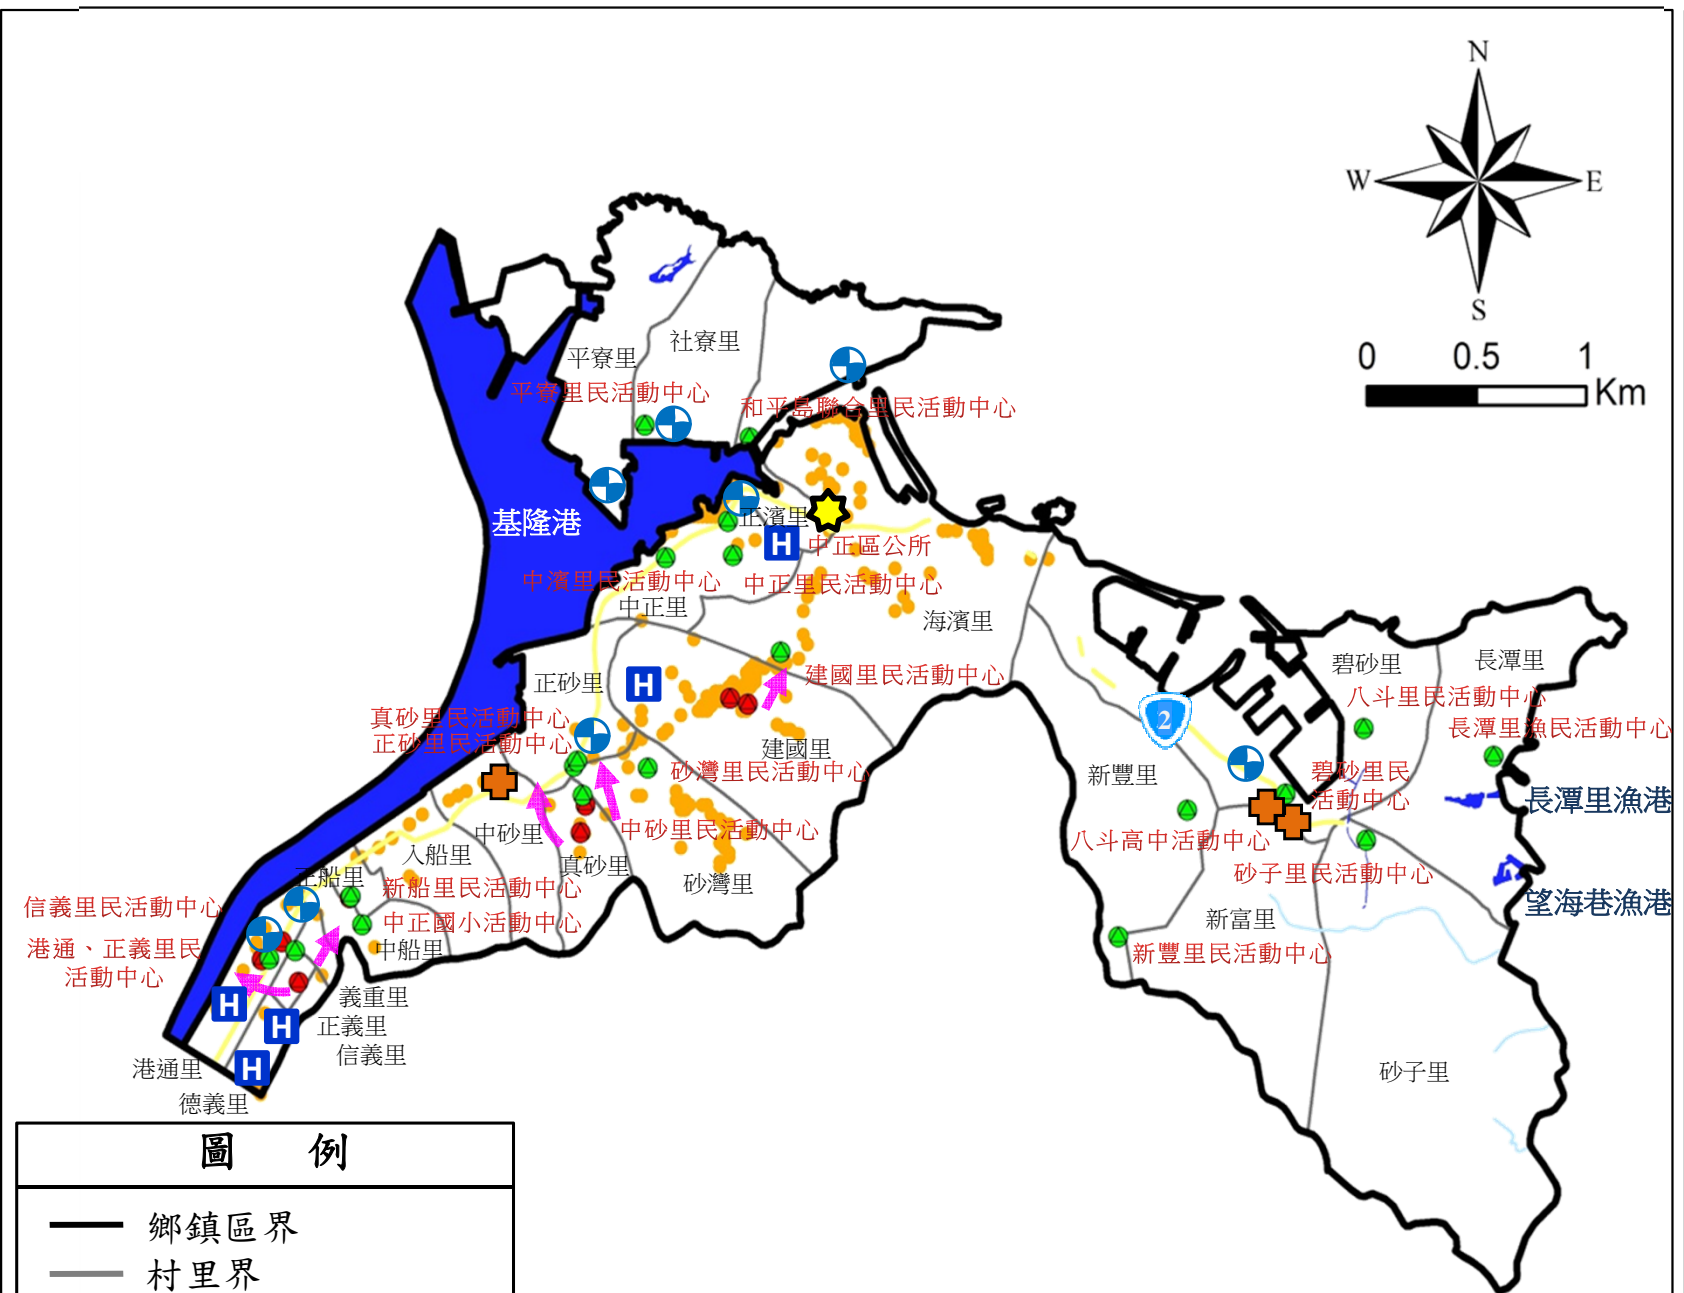 N
W
E
S
0 0.5 1
Km
社寮里
平寮里
平寮里民活動中心
和平島聯合里民活動中心
基隆港
正濱里
H
中正區公所
中濱里民活動中心
中正里民活動中心
中正里
海濱里
碧砂里
長潭里
建國里民活動中心
正砂里
H
八斗里民活動中心
真砂里民活動中心
正砂里民活動中心
2
長潭里漁民活動中心
建國里
砂灣里民活動中心
新豐里
碧砂里民
活動中心
長潭里漁港
中砂里
中砂里民活動中心
八斗高中活動中心
入船里
真砂里
砂灣里
砂子里民活動中心
正船里
新船里民活動中心
信義里民活動中心
望海巷漁港
中正國小活動中心
新富里
港通、正義里民
活動中心
中船里
新豐里民活動中心
H
義重里
H
正義里
信義里
港通里
H
砂子里
德義里
圖 例
鄉鎮區界
村里界